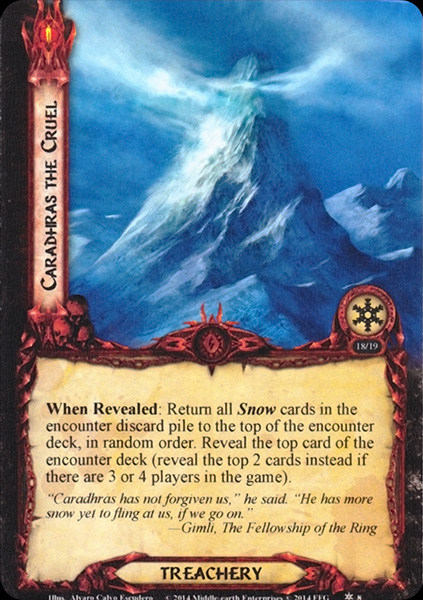 CARADHRAS THE CRUEL
18/19
When Revealed: Return all Snow cards in the
encounter discard pile to the top of the encounter
deck, in random order. Reveal the top card of the
encounter deck (reveal the top 2 cards instead if
there are 3 or 4 players in the game).
“Caradhras has not forgiven us,” he said. “He has more
snow yet to fling at us, if we go on.”
—Gimli, The Fellowship of the Ring
TREACHERY
Illus. Alvaro Calvo Escudero © 2014 Middle-earth Enterprises © 2014 FFG 8